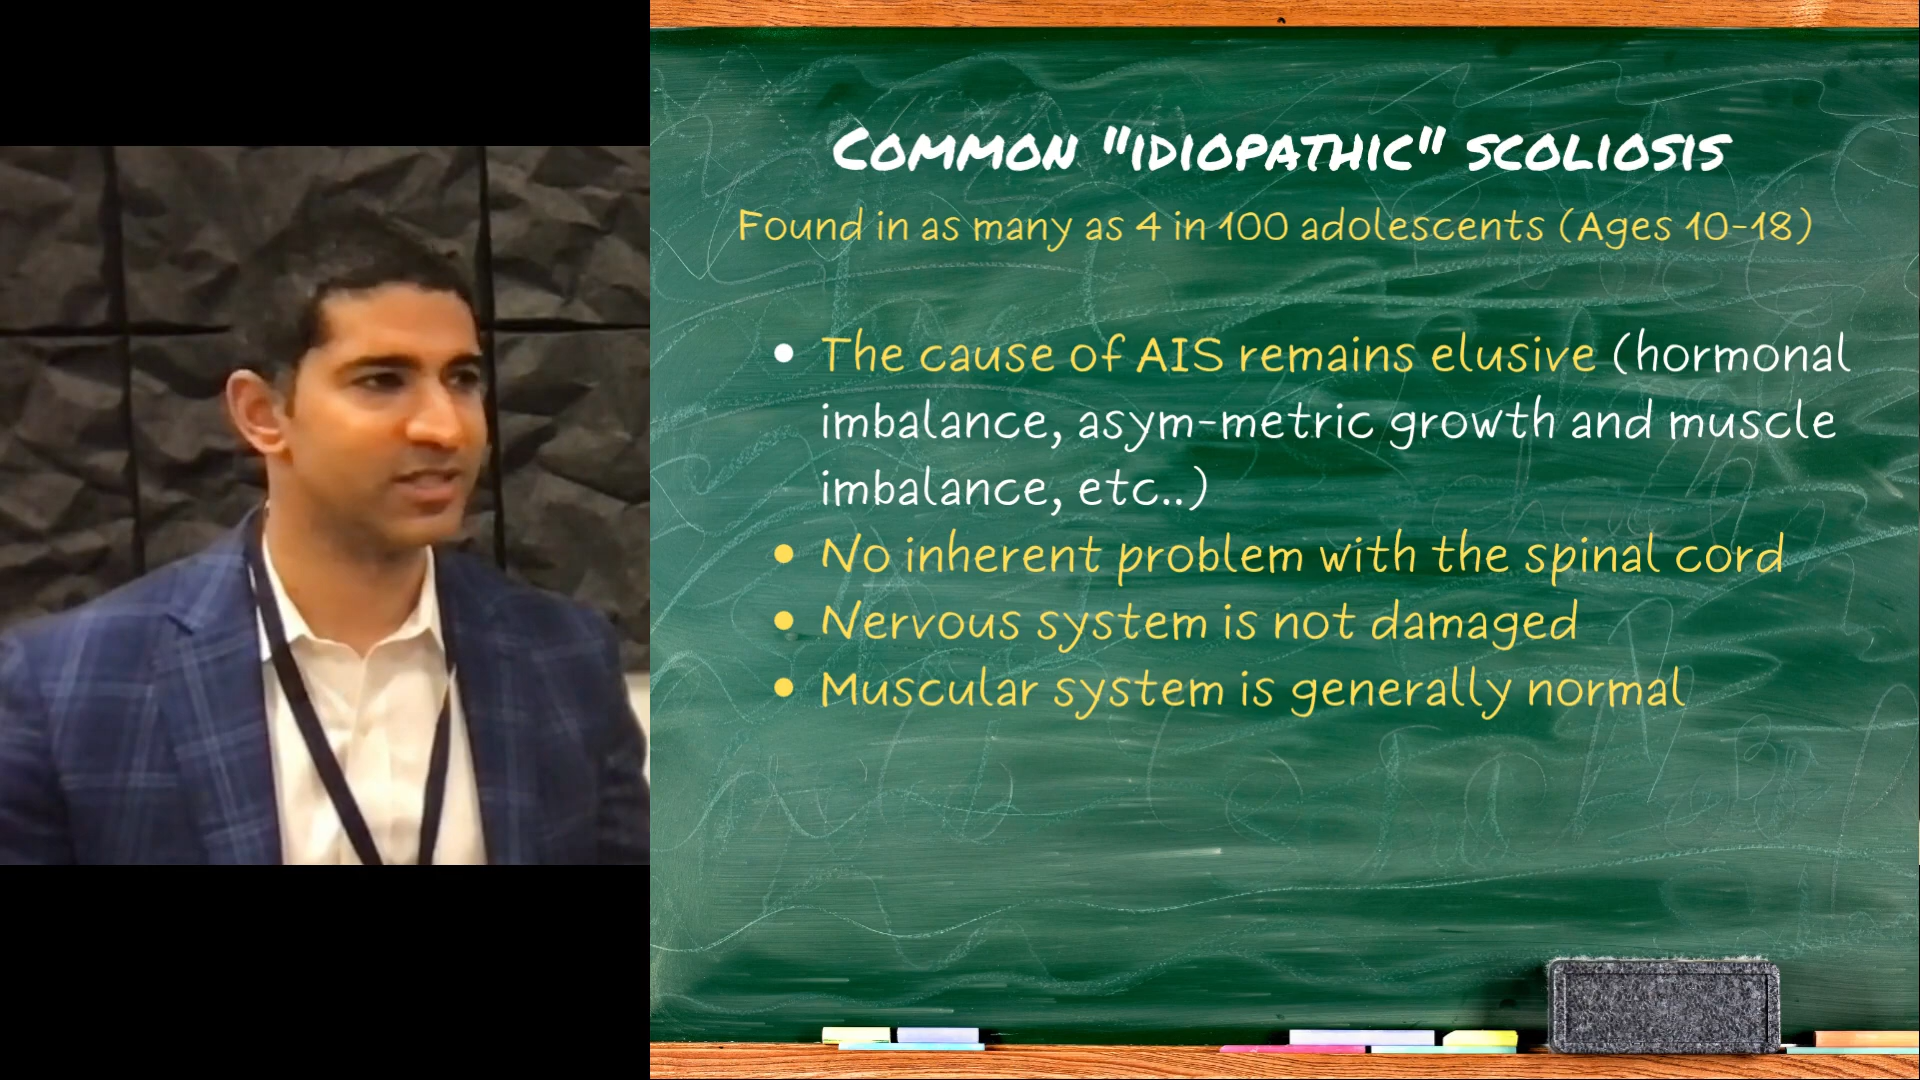 Common "idiopathic" scoliosis
Found in as many as 4 in 100 adolescents (Ages 10-18)
• The cause of AIS remains elusive (hormonal
imbalance, asym-metric growth and muscle
imbalance, etc..)
• No inherent problem with the spinal cord
• Nervous system is not damaged
• Muscular system is generally normal